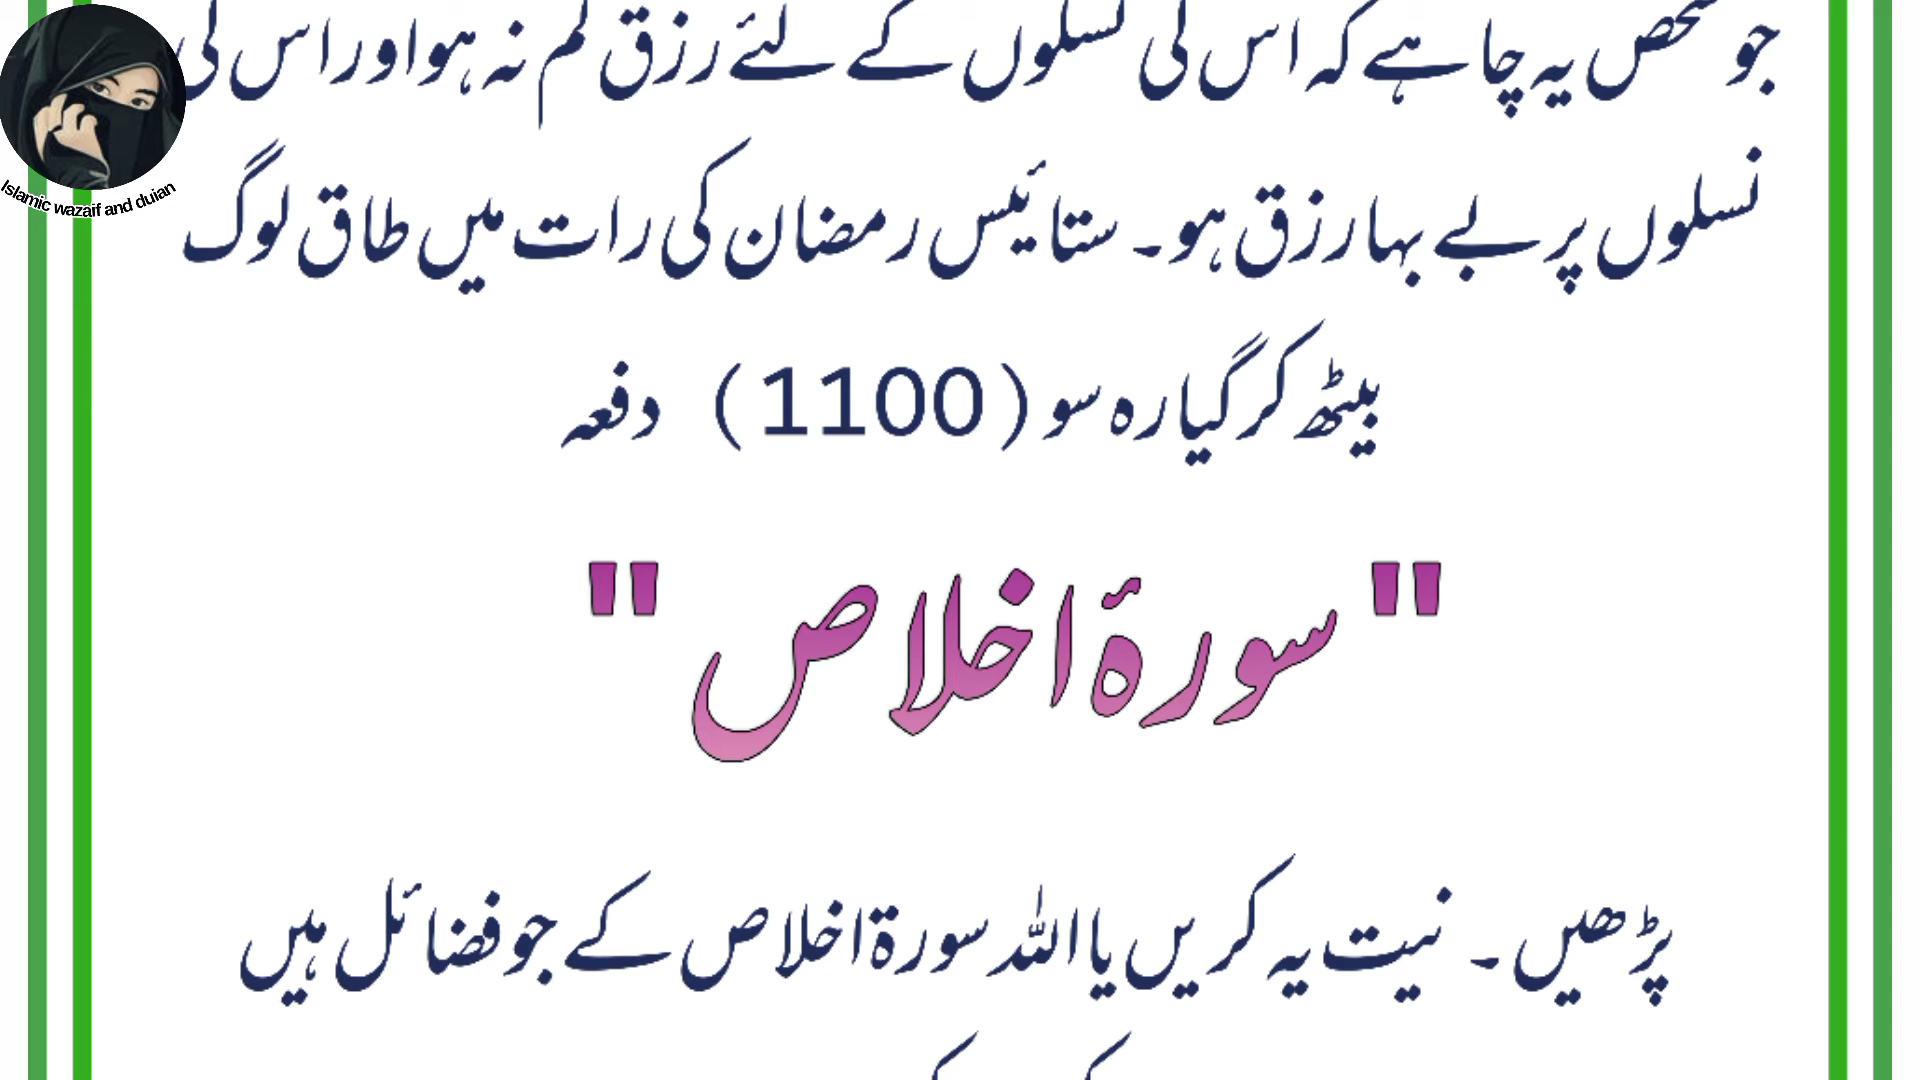 جو شخص یہ چاہے کہ اس کی نسلوں کے لئے رزق کم نہ ہو اور اس کی
نسلوں پر بے بہا رزق ہو۔ ستائیس رمضان کی رات میں طاق لوگ
بیٹھ کر گیارہ سو (1100) دفعہ
"سورۂ اخلاص"
پڑھیں۔ نیت یہ کریں یا اللہ سورۃ اخلاص کے جو فضائل ہیں
Islamic wazaif and duian